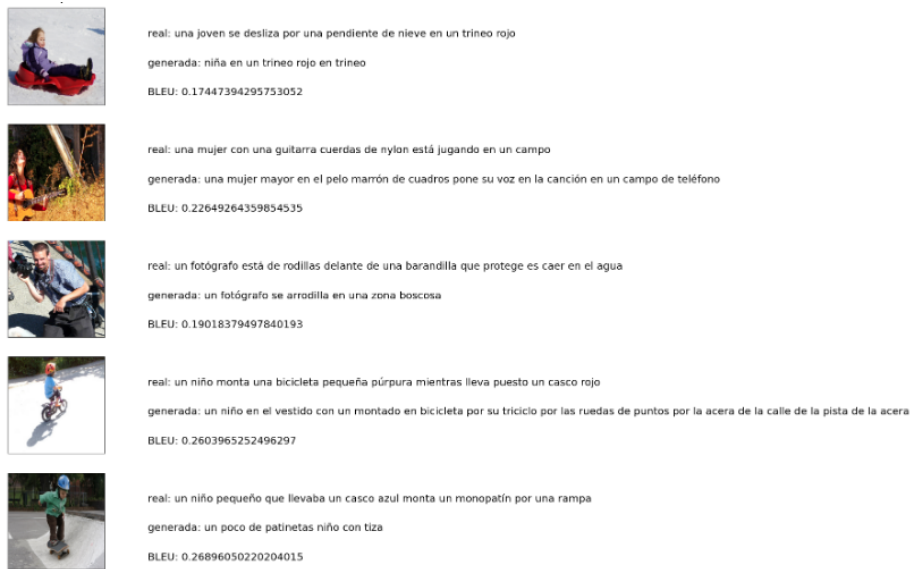 real: una joven se desliza por una pendiente de nieve en un trineo rojo
generada: niña en un trineo rojo en trineo
BLEU: 0.17447394295753052
real: una mujer con una guitarra cuerdas de nylon está jugando en un campo
generada: una mujer mayor en el pelo marrón de cuadros pone su voz en la canción en un campo de teléfono
BLEU: 0.22649264359854535
real: un fotógrafo está de rodillas delante de una barandilla que protege es caer en el agua
generada: un fotógrafo se arrodilla en una zona boscosa
BLEU: 0.19018379497840193
real: un niño monta una bicicleta pequeña púrpura mientras lleva puesto un casco rojo
generada: un niño en el vestido con un montado en bicicleta por su triciclo por las ruedas de puntos por la acera de la calle de la pista de la acera
BLEU: 0.2603965252496297
real: un niño pequeño que llevaba un casco azul monta un monopatín por una rampa
generada: un poco de patinetas niño con tiza
BLEU: 0.26896050220204015